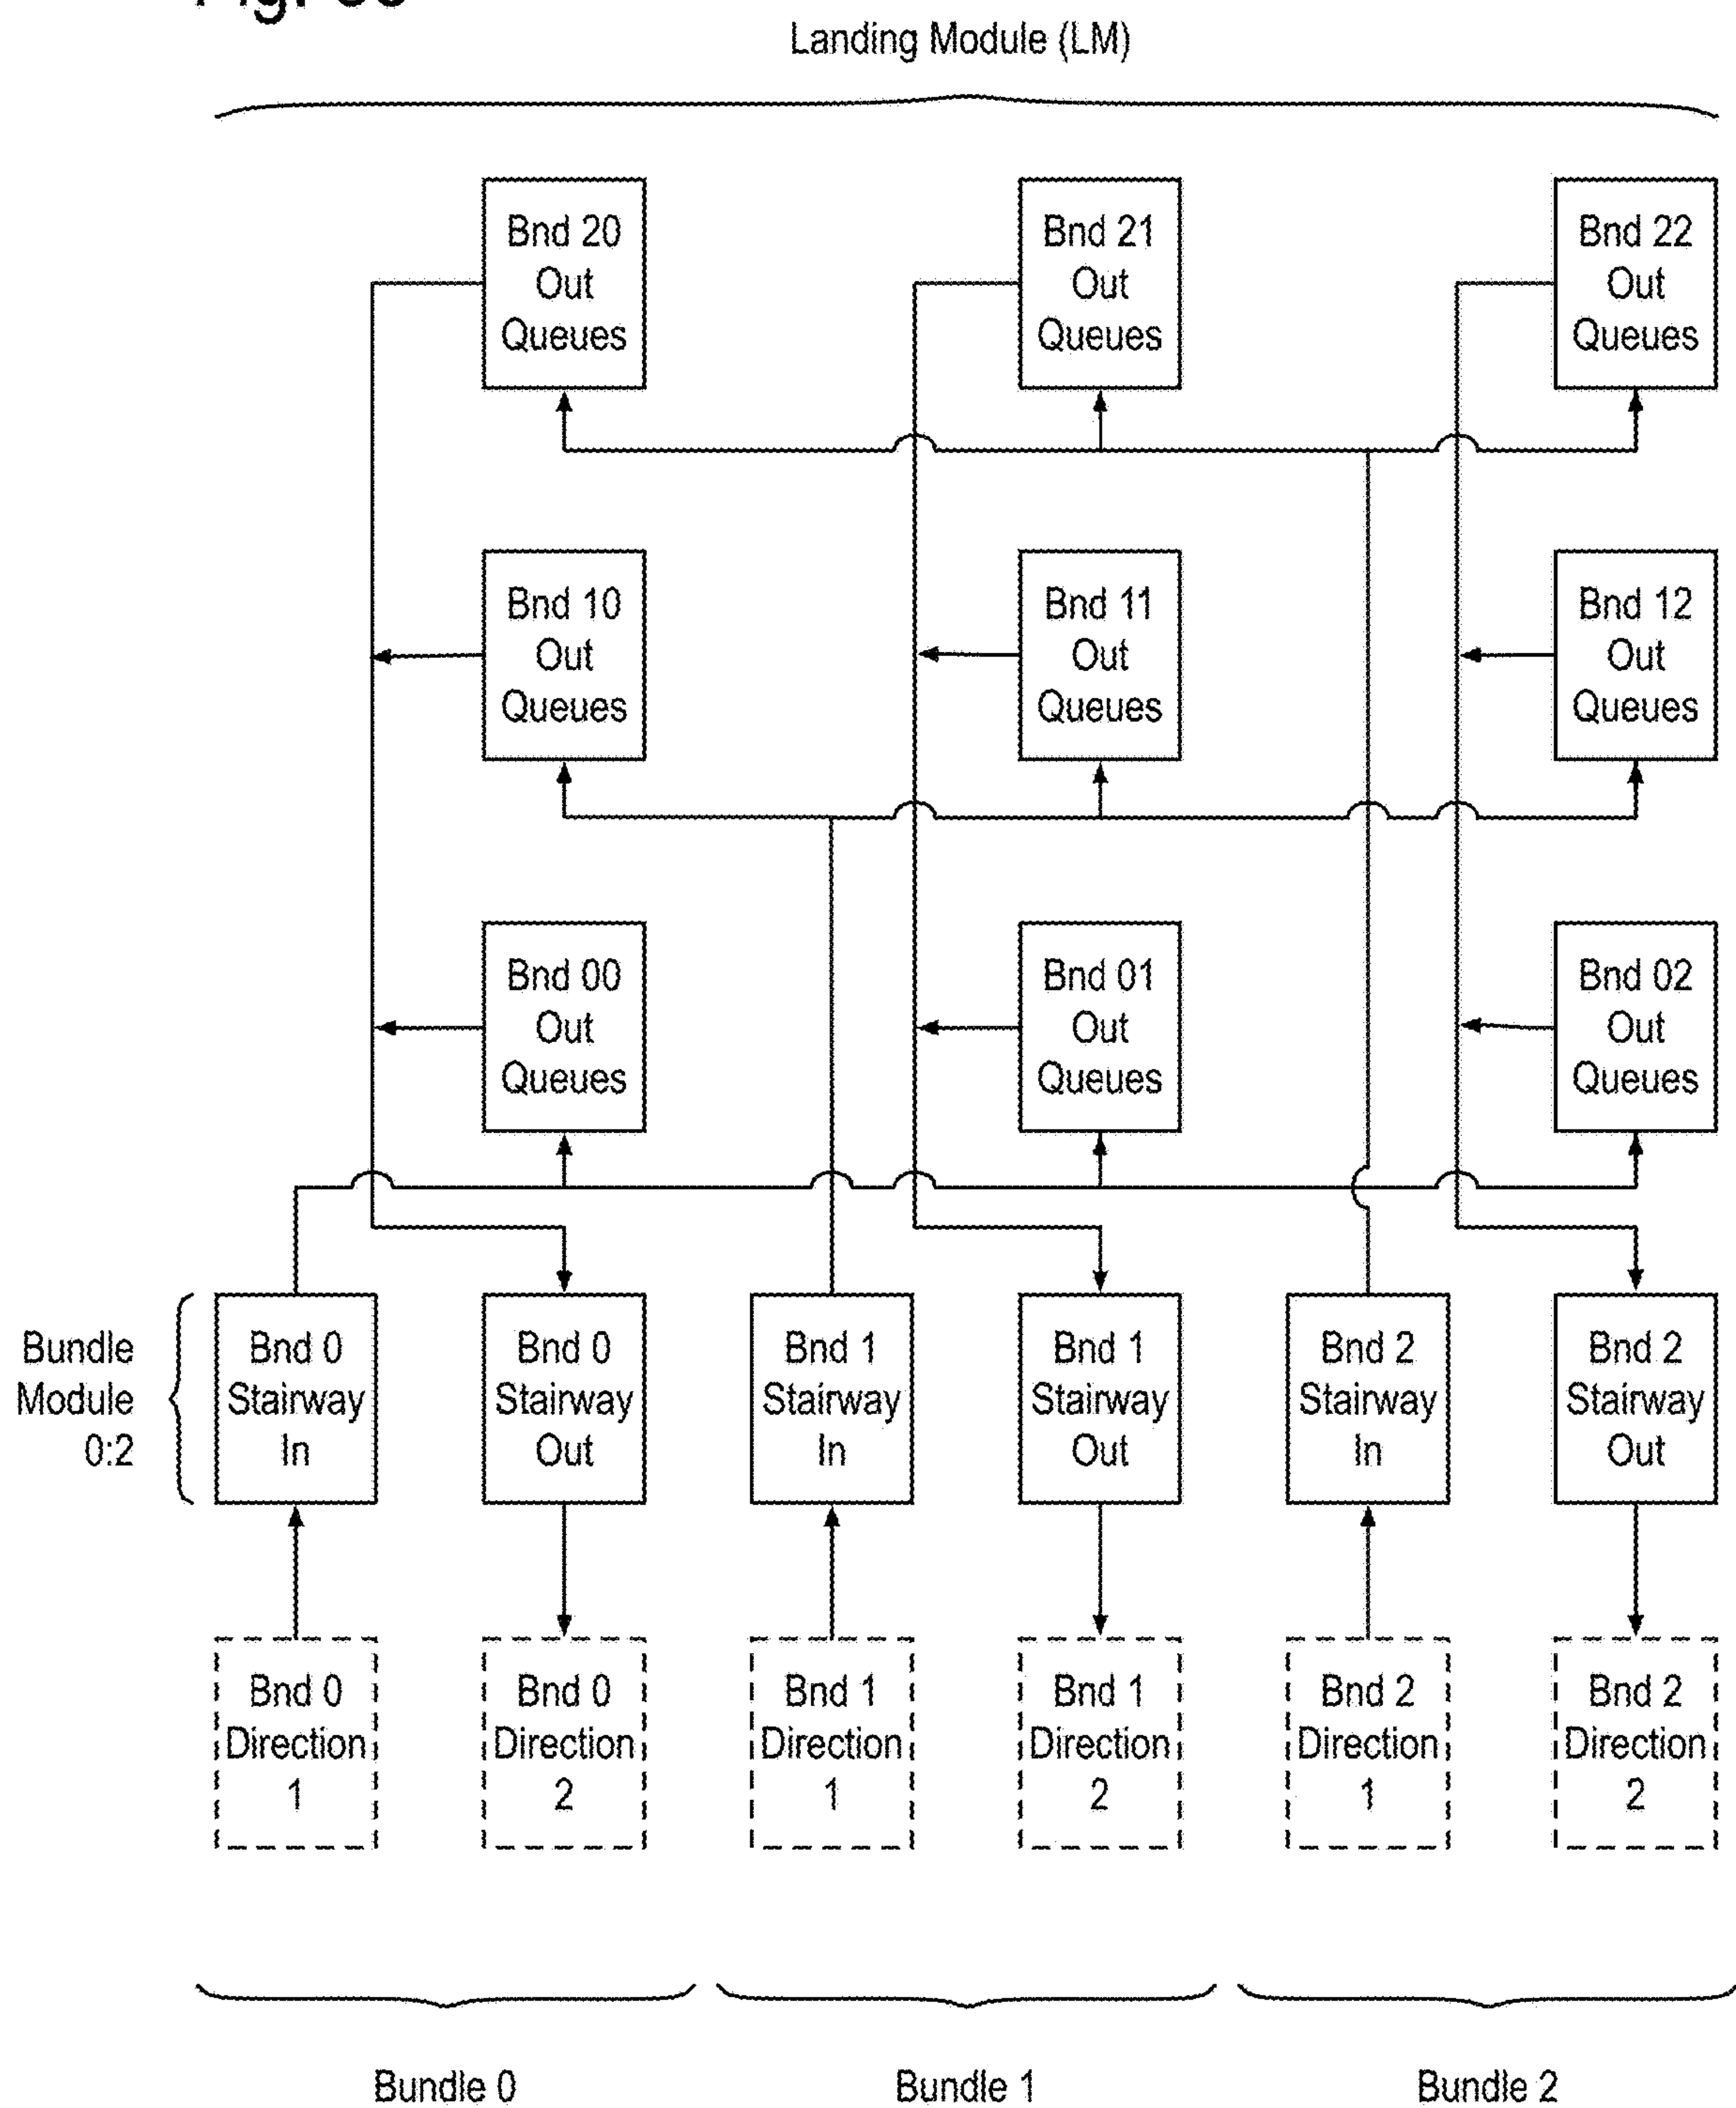 Landing Module (LM)
Bnd 20
Out
Queues
Bnd 21
Out
Queues
Bnd 22
Out
Queues
Bnd 10
Out
Queues
Bnd 11
Out
Queues
Bnd 12
Out
Queues
Bnd 00
Out
Queues
Bnd 01
Out
Queues
Bnd 02
Out
Queues
Bundle
Module
0:2
Bnd 0
Stairway
In
Bnd 0
Stairway
Out
Bnd 1
Stairway
In
Bnd 1
Stairway
Out
Bnd 2
Stairway
In
Bnd 2
Stairway
Out
Bnd 0
Direction
1
Bnd 0
Direction
2
Bnd 1
Direction
1
Bnd 1
Direction
2
Bnd 2
Direction
1
Bnd 2
Direction
2
Bundle 0
Bundle 1
Bundle 2